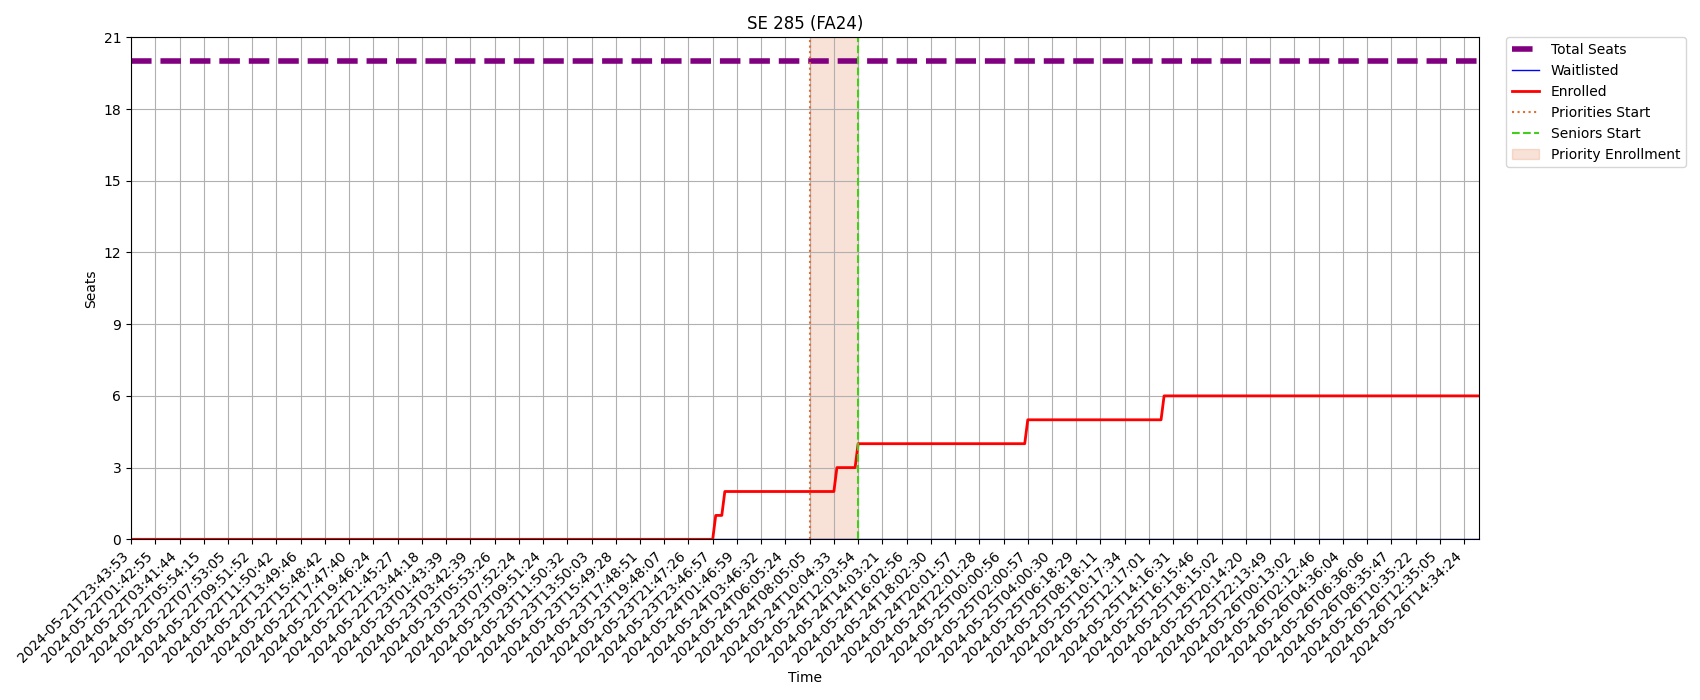 SE 285 (FA24)
21
18
15
12
9
6
3
0
Seats
Total Seats
Waitlisted
Enrolled
Priorities Start
Seniors Start
Priority Enrollment
2024-05-21T23:43:53
2024-05-22T01:42:55
2024-05-22T03:41:44
2024-05-22T05:54:15
2024-05-22T07:53:05
2024-05-22T09:51:52
2024-05-22T11:50:42
2024-05-22T13:49:46
2024-05-22T15:48:42
2024-05-22T17:47:40
2024-05-22T19:46:24
2024-05-22T21:45:27
2024-05-22T23:44:18
2024-05-23T01:43:39
2024-05-23T03:42:39
2024-05-23T05:53:26
2024-05-23T07:52:24
2024-05-23T09:51:24
2024-05-23T11:50:32
2024-05-23T13:50:03
2024-05-23T15:49:28
2024-05-23T17:48:51
2024-05-23T19:48:07
2024-05-23T21:47:26
2024-05-23T23:46:57
2024-05-24T01:46:59
2024-05-24T03:46:32
2024-05-24T06:05:24
2024-05-24T08:05:05
2024-05-24T10:04:33
2024-05-24T12:03:54
2024-05-24T14:03:21
2024-05-24T16:02:56
2024-05-24T18:02:30
2024-05-24T20:01:57
2024-05-24T22:01:28
2024-05-25T00:00:56
2024-05-25T02:00:57
2024-05-25T04:00:30
2024-05-25T06:18:29
2024-05-25T08:18:11
2024-05-25T10:17:34
2024-05-25T12:17:01
2024-05-25T14:16:31
2024-05-25T16:15:46
2024-05-25T18:15:02
2024-05-25T20:14:20
2024-05-25T22:13:49
2024-05-26T00:13:02
2024-05-26T02:12:46
2024-05-26T04:36:04
2024-05-26T06:36:06
2024-05-26T08:35:47
2024-05-26T10:35:22
2024-05-26T12:35:05
2024-05-26T14:34:24
Time